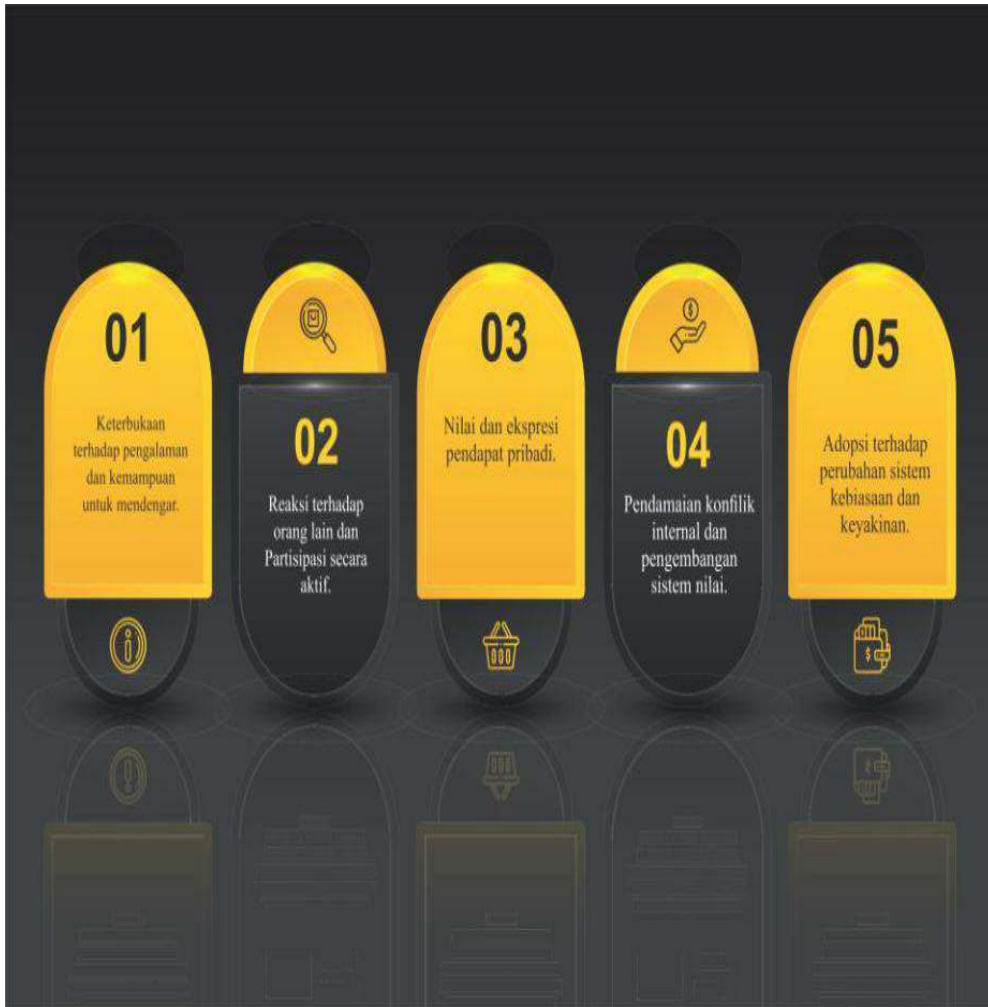 01
Keterbukaan
terhadap pengalaman
dan kemampuan
untuk mendengar.
02
Reaksi terhadap
orang lain dan
Partisipasi secara
aktif.
03
Nilai dan ekspresi
pendapat pribadi.
04
Pendamaian konfilik
internal dan
pengembangan
sistem nilai.
05
Adopsi terhadap
perubahan sistem
kebiasaan dan
keyakinan.